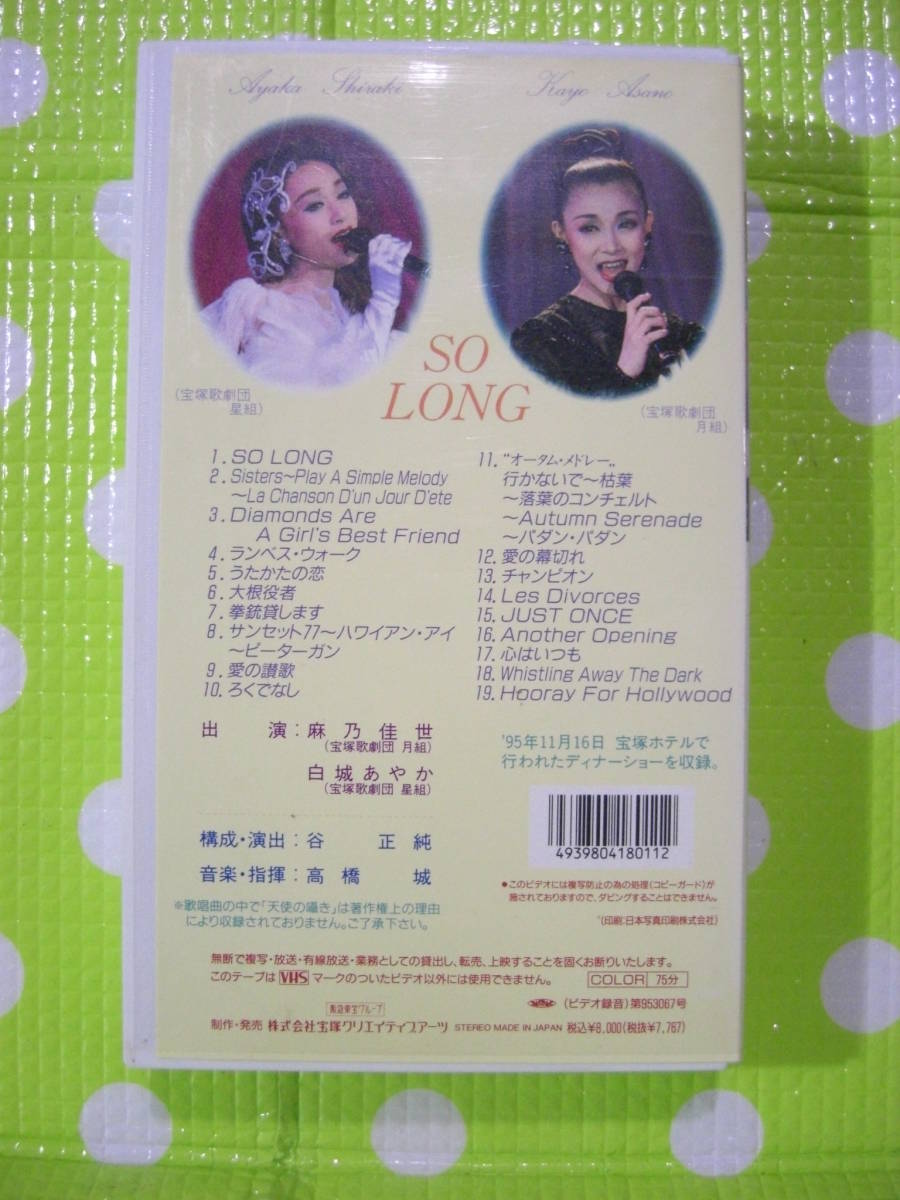 Ayaka Shiraki
Kayo Asano
SO
LONG
(宝塚歌劇団
星組)
(宝塚歌劇団
月組)
1. SO LONG
2. Sisters～Play A Simple Melody
～La Chanson D'un Jour D'ete
3. Diamonds Are
A Girl's Best Friend
4. ランベス・ウォーク
5. うたかたの恋
6. 大根役者
7. 拳銃貸します
8. サンセット77～ハワイアン・アイ
～ピーターガン
9. 愛の讃歌
10. ろくでなし
11. "オータム・メドレー„
行かないで～枯葉
～落葉のコンチェルト
～Autumn Serenade
～パダン・パダン
12. 愛の幕切れ
13. チャンピオン
14. Les Divorces
15. JUST ONCE
16. Another Opening
17. 心はいつも
18. Whistling Away The Dark
19. Hooray For Hollywood
出 演：麻乃佳世
(宝塚歌劇団 月組)
白城あやか
(宝塚歌劇団 星組)
構成・演出：谷 正純
音楽・指揮：高橋 城
※歌唱曲の中で「天使の囁き」は著作権上の理由
により収録されておりません。ご了承下さい。
'95年11月16日 宝塚ホテルで
行われたディナーショーを収録。
4939804180112
●このビデオには複写防止の為の処理(コピーガード)が
施されておりますので、ダビングすることはできません。
(印刷:日本写真印刷株式会社)
無断で複写・放送・有線放送・業務としての貸出し、転売、上映することを固くお断りいたします。
このテープは VHS マークのついたビデオ以外には使用できません。 COLOR 75分
阪急東宝グループ
(ビデオ録音)第953067号
制作・発売 株式会社宝塚クリエイティブアーツ STEREO MADE IN JAPAN 税込¥8,000(税抜¥7,767)